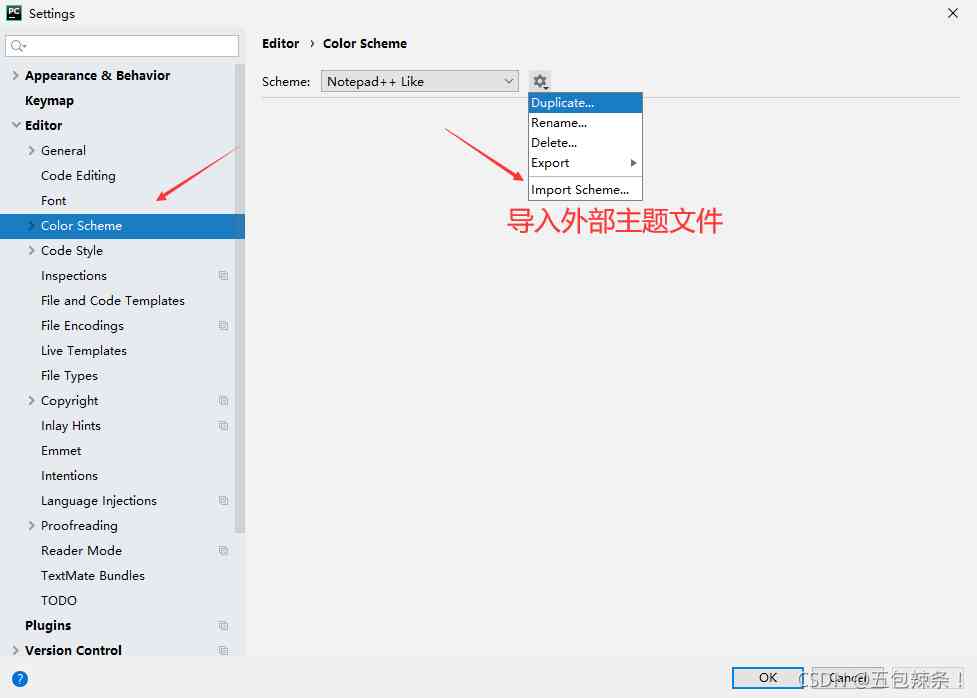 PC Settings
Editor › Color Scheme
Scheme: Notepad++ Like
Duplicate...
Rename...
Delete...
Export
Import Scheme...
导入外部主题文件
Appearance & Behavior
Keymap
Editor
General
Code Editing
Font
Color Scheme
Code Style
Inspections
File and Code Templates
File Encodings
Live Templates
File Types
Copyright
Inlay Hints
Emmet
Intentions
Language Injections
Proofreading
Reader Mode
TextMate Bundles
TODO
Plugins
Version Control
?
OK
Cancel
CSDN @五包辣条！